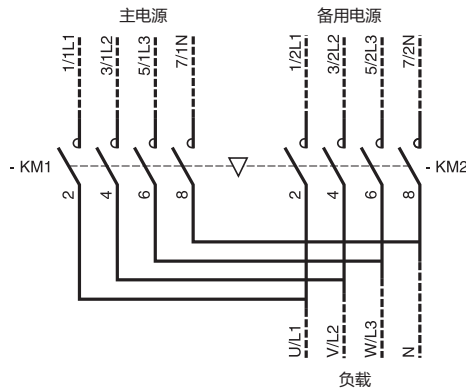 主电源
备用电源
1/1L1
3/1L2
5/1L3
7/1N
1/2L1
3/2L2
5/2L3
7/2N
- KM1
- KM2
2
4
6
8
2
4
6
8
U/L1
V/L2
W/L3
N
负载